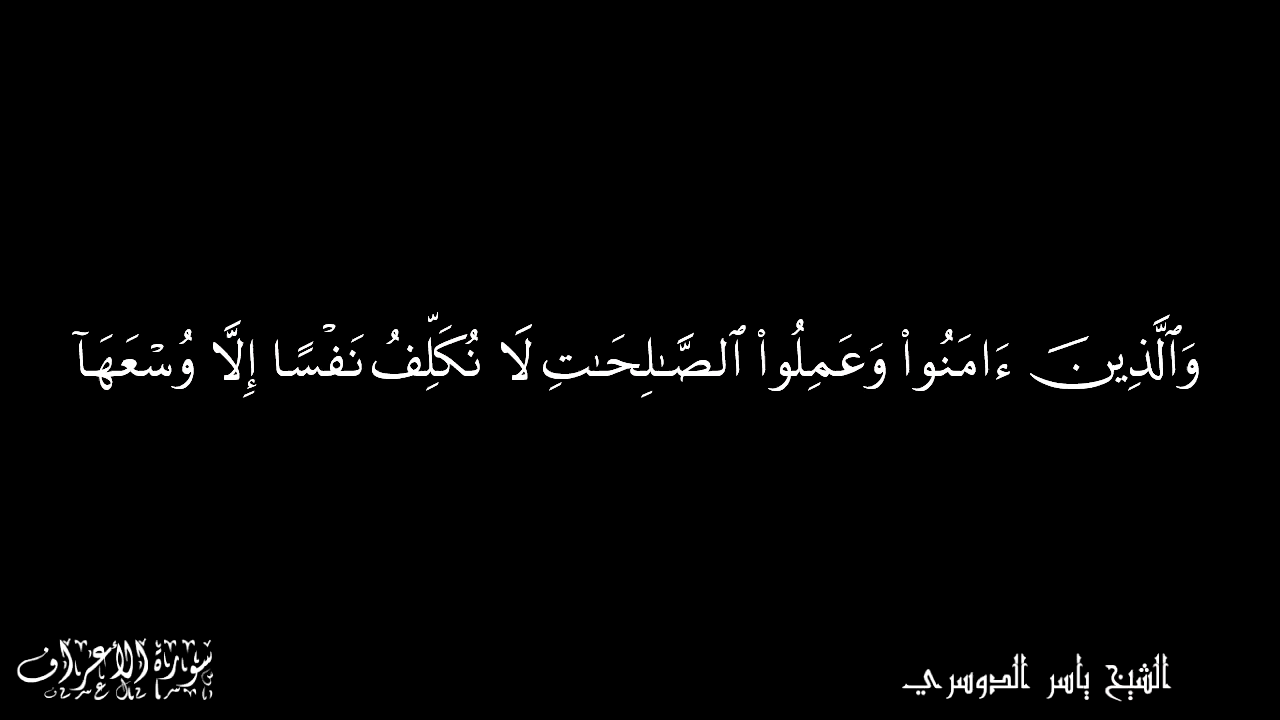 وَٱلَّذِينَ ءَامَنُوا۟ وَعَمِلُوا۟ ٱلصَّـٰلِحَـٰتِ لَا نُكَلِّفُ نَفْسًا إِلَّا وُسْعَهَآ
سورة الأعراف
الشيخ ياسر الدوسري